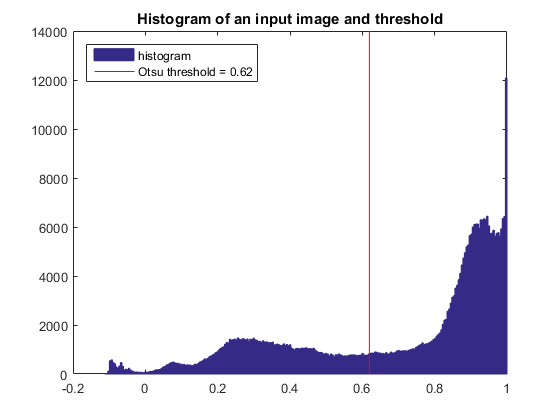 Histogram of an input image and threshold
14000
12000
10000
8000
6000
4000
2000
0
histogram
Otsu threshold = 0.62
-0.2 0 0.2 0.4 0.6 0.8 1